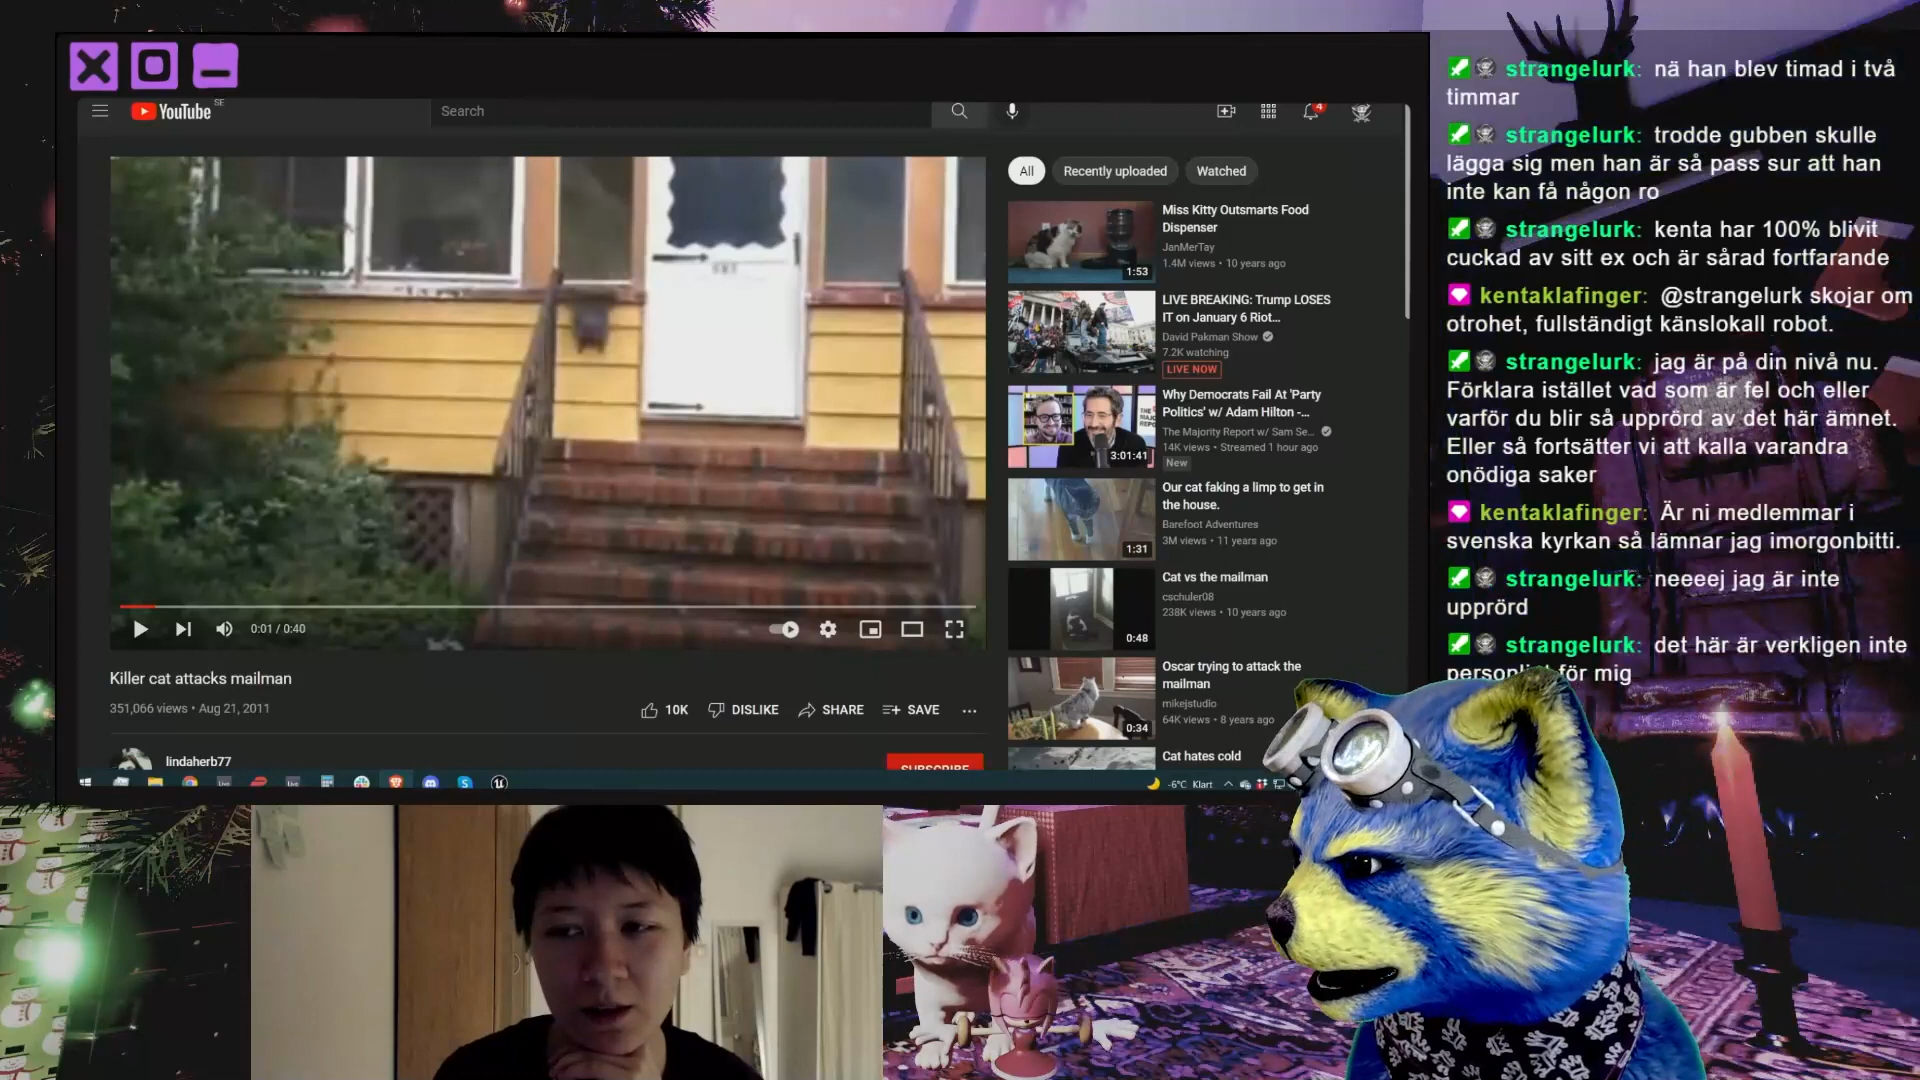 YouTube SE
Search
4
All
Recently uploaded
Watched
Miss Kitty Outsmarts Food
Dispenser
JanMerTay
1.4M views • 10 years ago
1:53
LIVE BREAKING: Trump LOSES
IT on January 6 Riot...
David Pakman Show
7.2K watching
LIVE NOW
Why Democrats Fail At 'Party
Politics' w/ Adam Hilton -...
The Majority Report w/ Sam Se...
14K views • Streamed 1 hour ago
3:01:41
New
Our cat faking a limp to get in
the house.
Barefoot Adventures
3M views • 11 years ago
1:31
Cat vs the mailman
cschuler08
238K views • 10 years ago
0:48
Oscar trying to attack the
mailman
mikejstudio
64K views • 8 years ago
0:34
Cat hates cold
0:01 / 0:40
Killer cat attacks mailman
351,066 views • Aug 21, 2011
10K
DISLIKE
SHARE
SAVE
lindaherb77
SUBSCRIBE
-6°C Klart
strangelurk: nä han blev timad i två
timmar
strangelurk: trodde gubben skulle
lägga sig men han är så pass sur att han
inte kan få någon ro
strangelurk: kenta har 100% blivit
cuckad av sitt ex och är sårad fortfarande
kentaklafinger: @strangelurk skojar om
otrohet, fullständigt känslokall robot.
strangelurk: jag är på din nivå nu.
Förklara istället vad som är fel och eller
varför du blir så upprörd av det här ämnet.
Eller så fortsätter vi att kalla varandra
onödiga saker
kentaklafinger: Är ni medlemmar i
svenska kyrkan så lämnar jag imorgonbitti.
strangelurk: neeeej jag är inte
upprörd
strangelurk: det här är verkligen inte
för mig